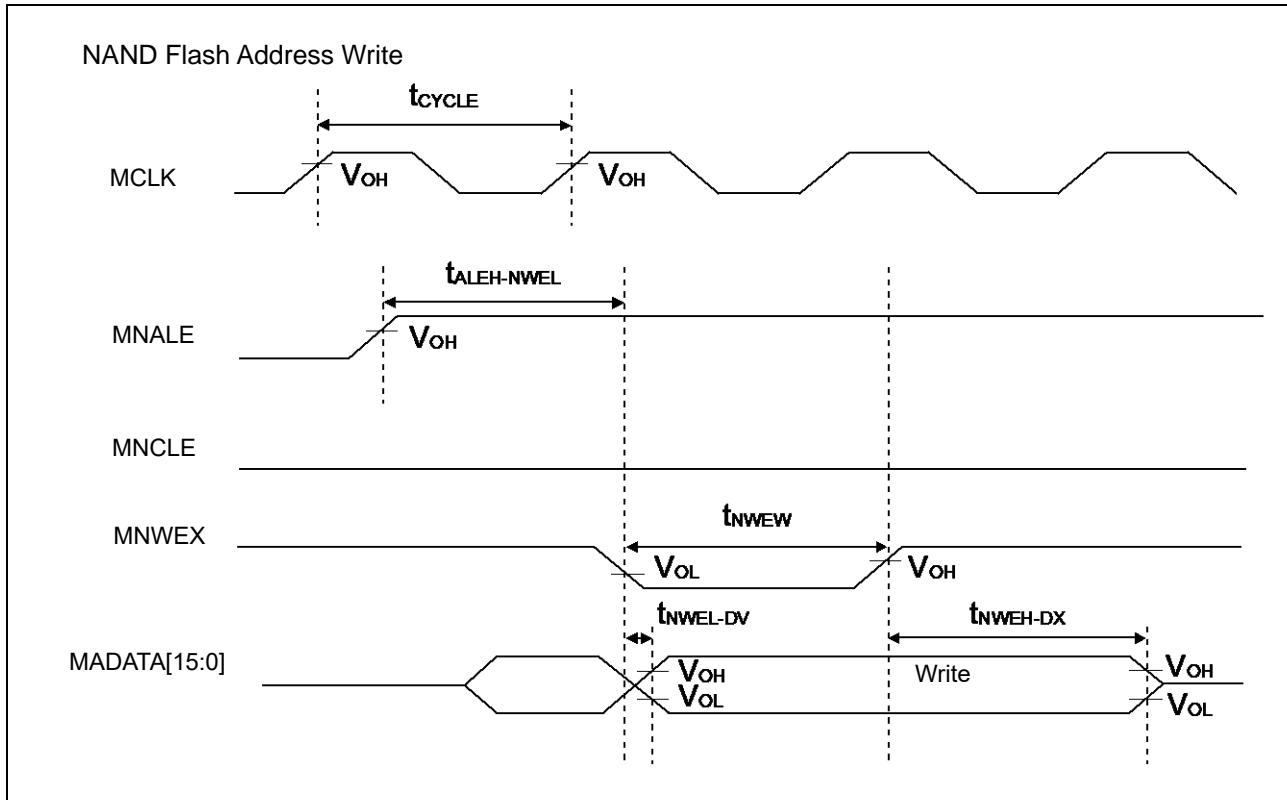 NAND Flash Address Write
tCYCLE
MCLK
VOH
VOH
tALEH-NWEL
MNALE
VOH
MNCLE
tNWEW
MNWEX
VOL
VOH
tNWEL-DV
tNWEH-DX
MADATA[15:0]
VOH
Write
VOH
VOL
VOL